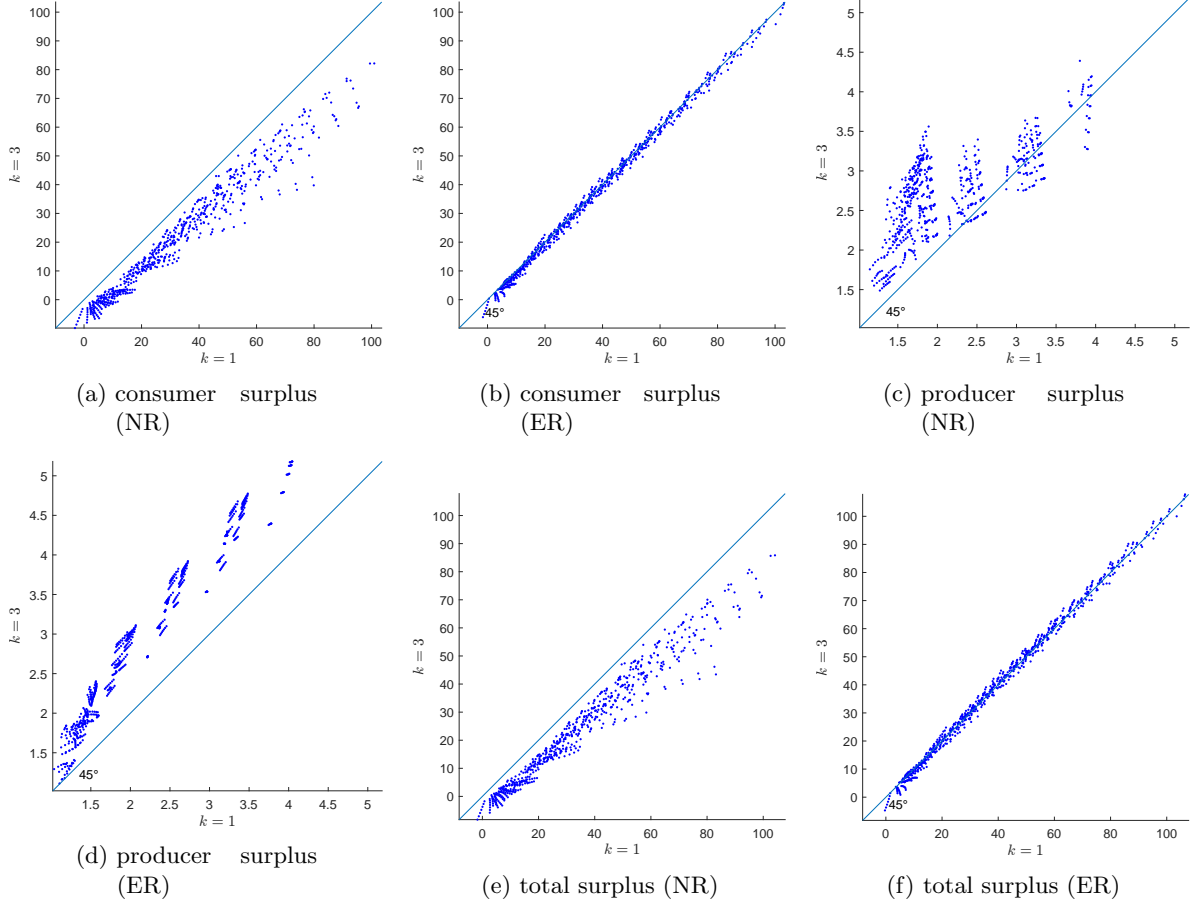 100
90
80
70
60
50
40
30
20
10
0
k = 3
0 20 40 60 80 100
k = 1
(a) consumer surplus
(NR)
100
90
80
70
60
50
40
30
20
10
0
k = 3
45°
0 20 40 60 80 100
k = 1
(b) consumer surplus
(ER)
5
4.5
4
3.5
3
2.5
2
1.5
k = 3
45°
1.5 2 2.5 3 3.5 4 4.5 5
k = 1
(c) producer surplus
(NR)
5
4.5
4
3.5
3
2.5
2
1.5
k = 3
45°
1.5 2 2.5 3 3.5 4 4.5 5
k = 1
(d) producer surplus
(ER)
100
90
80
70
60
50
40
30
20
10
0
k = 3
0 20 40 60 80 100
k = 1
(e) total surplus (NR)
100
90
80
70
60
50
40
30
20
10
0
k = 3
45°
0 20 40 60 80 100
k = 1
(f) total surplus (ER)